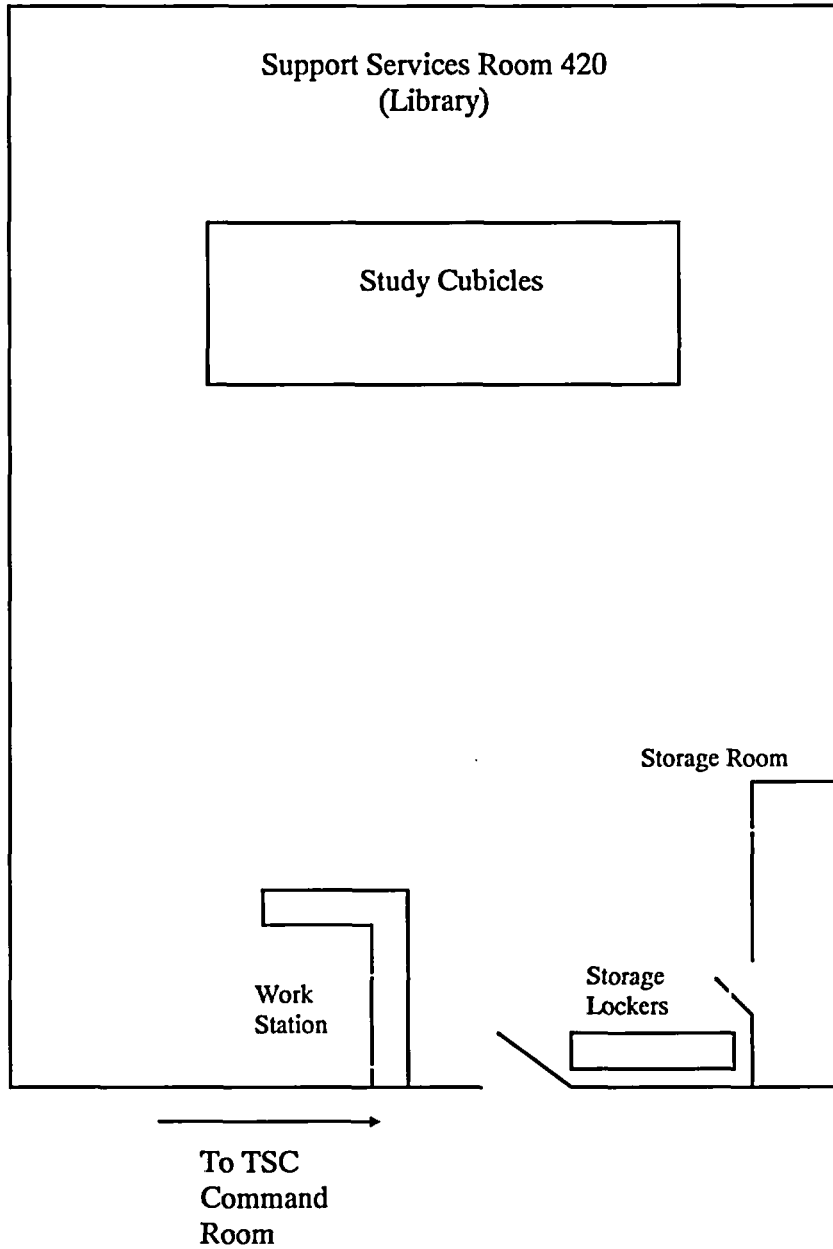 Support Services Room 420
(Library)
Study Cubicles
Storage Room
Storage
Lockers
Work
Station
To TSC
Command
Room